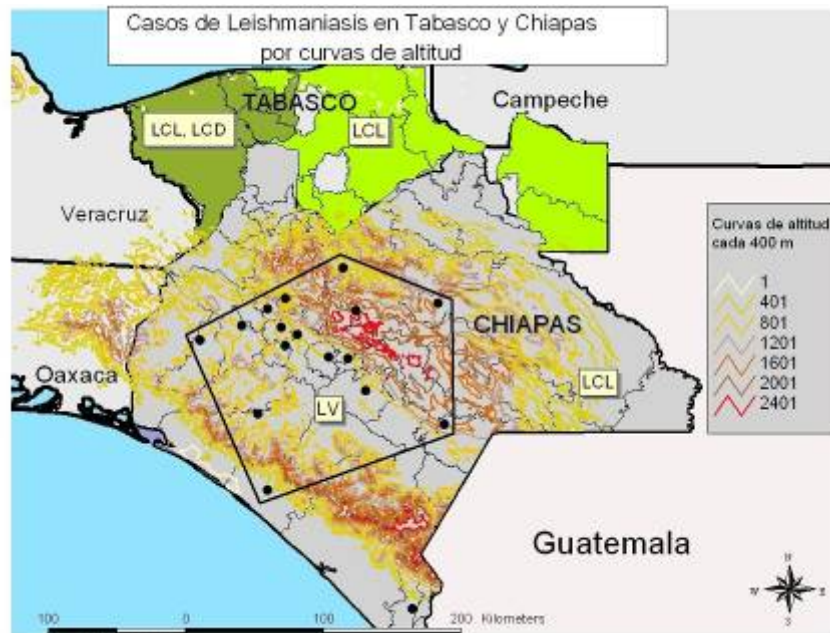 Casos de Leishmaniasis en Tabasco y Chiapas
por curvas de altitud
TABASCO
Campeche
LCL, LCD
LCL
Veracruz
Curvas de altitud
cada 400 m
1
401
801
1201
1601
2001
2401
CHIAPAS
Oaxaca
LCL
LV
Guatemala
100 0 100 200 Kilometers